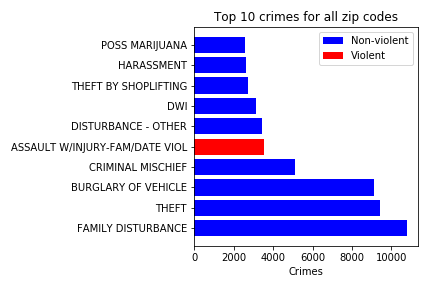 Top 10 crimes for all zip codes
Non-violent
Violent
POSS MARIJUANA
HARASSMENT
THEFT BY SHOPLIFTING
DWI
DISTURBANCE - OTHER
ASSAULT W/INJURY-FAM/DATE VIOL
CRIMINAL MISCHIEF
BURGLARY OF VEHICLE
THEFT
FAMILY DISTURBANCE
0 2000 4000 6000 8000 10000
Crimes